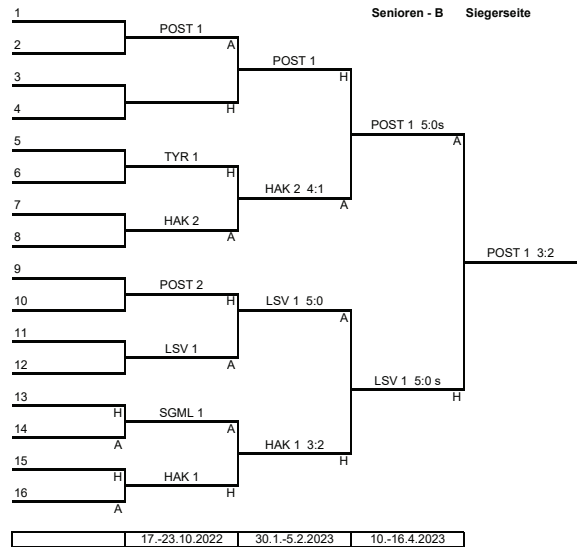 Senioren - B Siegerseite
1
POST 1
2
A
POST 1
3
H
4
H
POST 1 5:0s
5
A
TYR 1
6
H
HAK 2 4:1
7
A
HAK 2
8
A
POST 1 3:2
9
POST 2
10
H
LSV 1 5:0
11
A
LSV 1
12
A
LSV 1 5:0 s
13
H
H
SGML 1
14
A
A
HAK 1 3:2
15
H
H
HAK 1
16
H
A
17.-23.10.2022 30.1.-5.2.2023 10.-16.4.2023